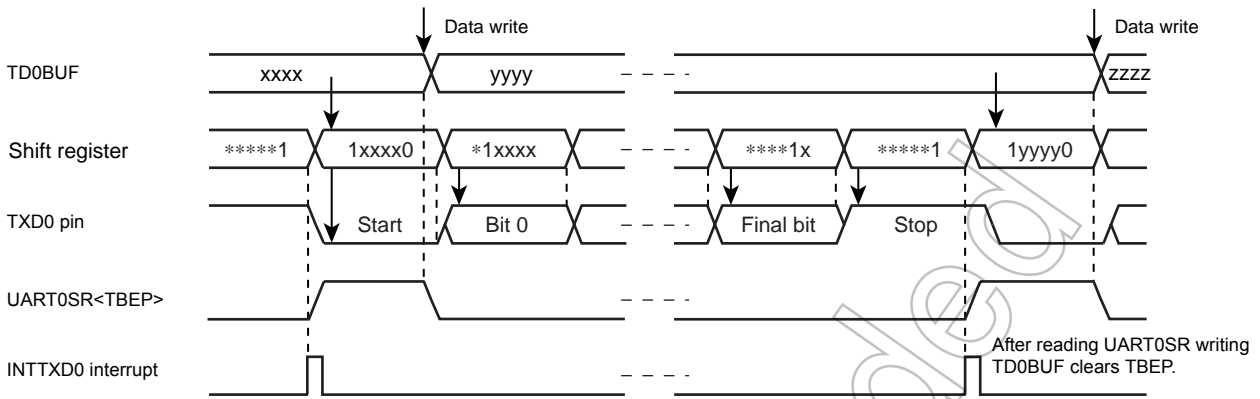 Data write Data write
TD0BUF xxxx yyyy zzzz
Shift register *****1 1xxxx0 *1xxxx ****1x *****1 1yyyy0
TXD0 pin Start Bit 0 Final bit Stop
UART0SR<TBEP>
After reading UART0SR writing
INTTXD0 interrupt TD0BUF clears TBEP.